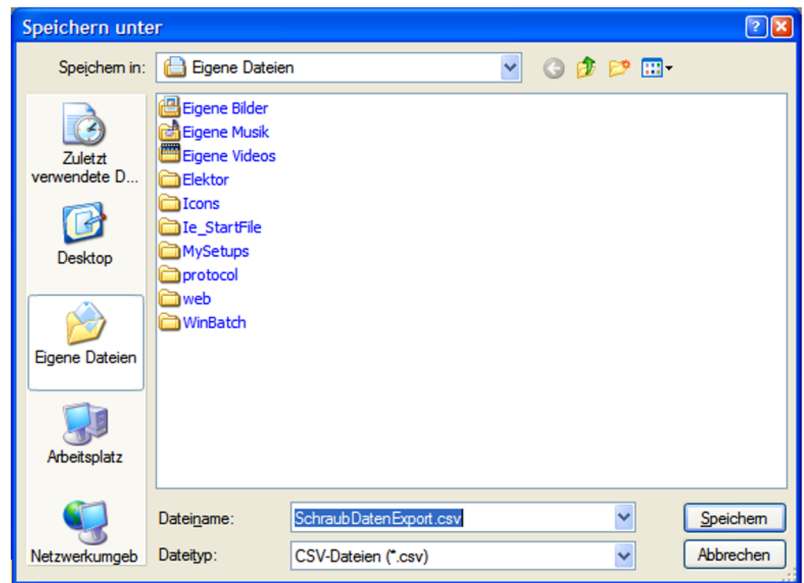 Speichern unter
Speichern in:
Eigene Dateien
Zuletzt
verwendete D...
Desktop
Eigene Dateien
Arbeitsplatz
Netzwerkumgeb
Eigene Bilder
Eigene Musik
Eigene Videos
Elektor
Icons
Ie_StartFile
MySetups
protocol
web
WinBatch
Dateiname:
SchraubDatenExport.csv
Speichern
Dateityp:
CSV-Dateien (*.csv)
Abbrechen